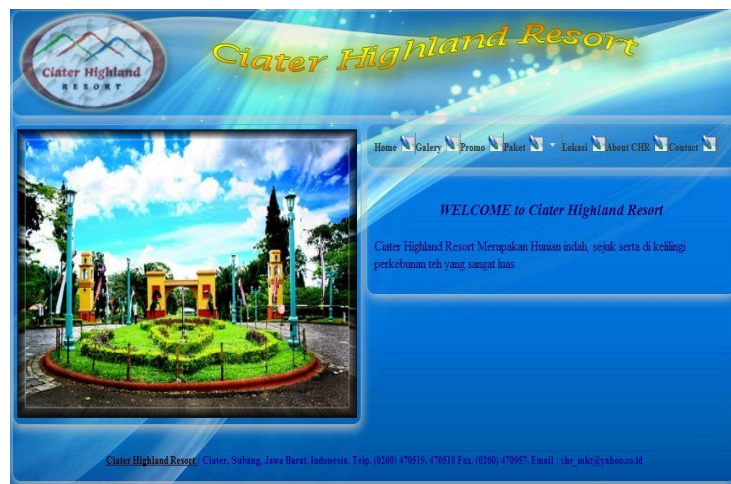 Ciater Highland
RESORT
Ciater Highland Resort
Home Galery Promo Paket Lokasi About CHR Contact
WELCOME to Ciater Highland Resort
Ciater Highland Resort Merupakan Hunian indah, sejuk serta di kelilingi
perkebunan teh yang sangat luas
Ciater Highland Resort : Ciater, Subang, Jawa Barat, Indonesia. Telp. (0260) 470519, 470518 Fax. (0260) 470957. Email : chr_mkt@yahoo.co.id